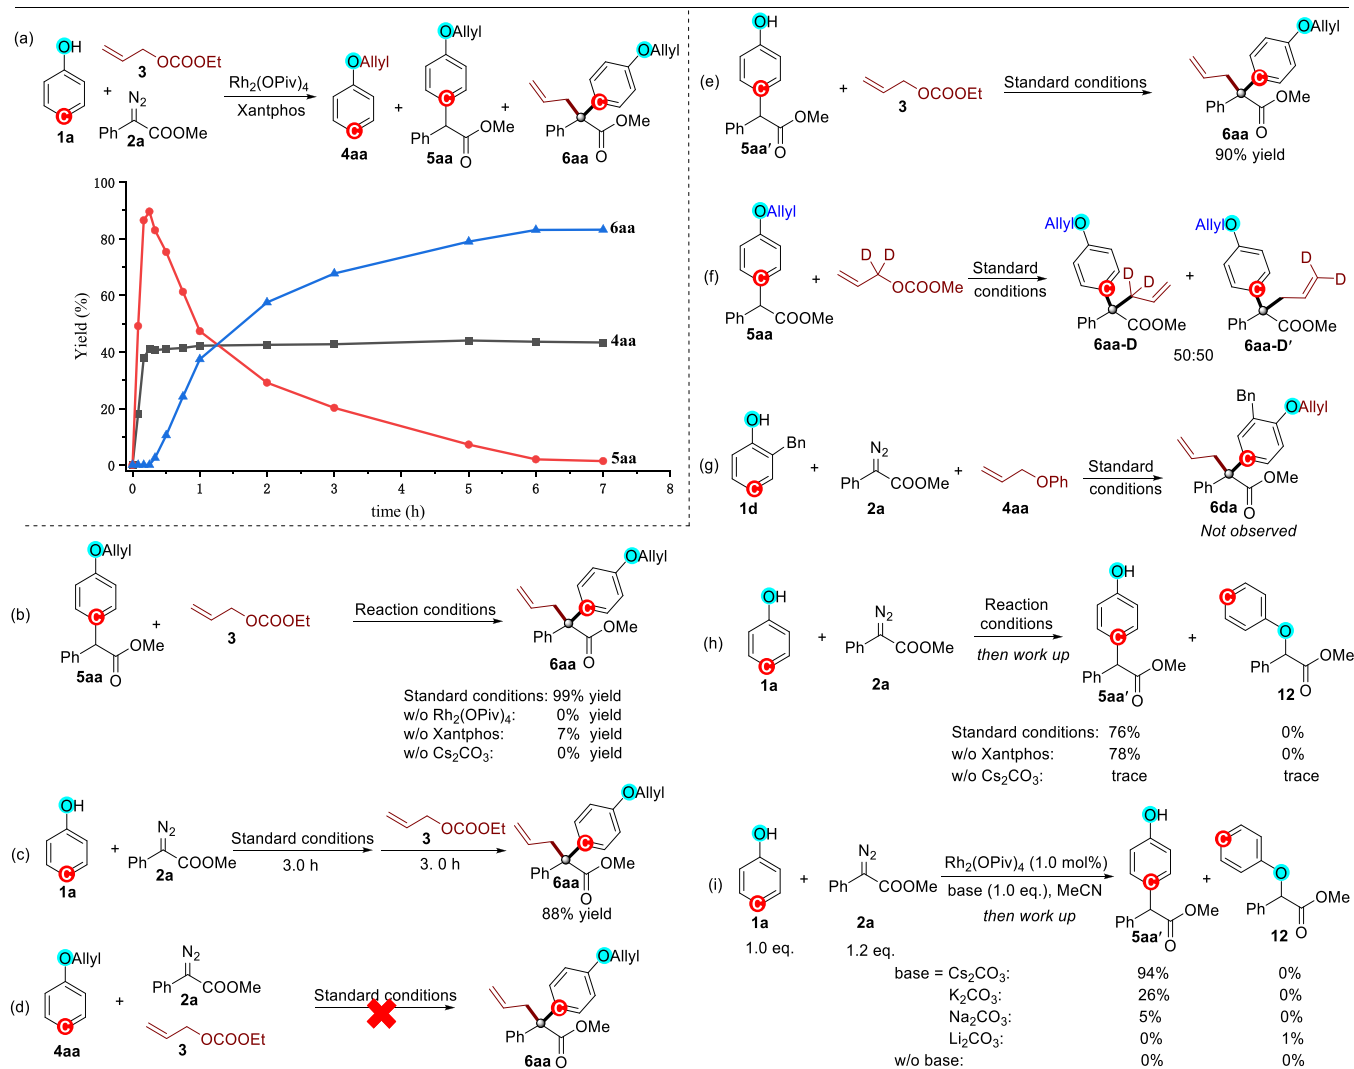 (a)
OH
3
OCOOEt
+
N₂
Ph
COOMe
2a
1a
Rh₂(OPiv)₄
Xantphos
OAllyl
4aa
+
OAllyl
C
Ph
OMe
O
5aa
+
OAllyl
C
Ph
OMe
O
6aa
100
80
60
40
20
0
Yield (%)
0 1 2 3 4 5 6 7 8
time (h)
6aa
4aa
5aa
(b)
OAllyl
C
Ph
OMe
O
5aa
+
OCOOEt
3
Reaction conditions
OAllyl
C
Ph
OMe
O
6aa
Standard conditions: 99% yield
w/o Rh₂(OPiv)₄: 0% yield
w/o Xantphos: 7% yield
w/o Cs₂CO₃: 0% yield
(c)
OH
C
1a
+
N₂
Ph
COOMe
2a
Standard conditions
3.0 h
OCOOEt
3
3. 0 h
OAllyl
C
Ph
OMe
O
6aa
88% yield
(d)
OAllyl
C
4aa
+
N₂
Ph
COOMe
2a
OCOOEt
3
Standard conditions
OAllyl
C
Ph
OMe
O
6aa
(e)
OH
C
Ph
OMe
O
5aa′
+
OCOOEt
3
Standard conditions
OAllyl
C
Ph
OMe
O
6aa
90% yield
(f)
OAllyl
C
Ph
COOMe
5aa
+
D D
OCOOMe
Standard
conditions
AllylO
C
D
D
Ph
COOMe
6aa-D
+
AllylO
C
D
D
Ph
COOMe
6aa-D′
50:50
(g)
OH
Bn
C
1d
+
N₂
Ph
COOMe
2a
+
OPh
4aa
Standard
conditions
Bn
OAllyl
C
Ph
OMe
O
6da
Not observed
(h)
OH
C
1a
+
N₂
Ph
COOMe
2a
Reaction
conditions
then work up
OH
C
Ph
OMe
O
5aa′
+
C
O
Ph
OMe
O
12
Standard conditions: 76% 0%
w/o Xantphos: 78% 0%
w/o Cs₂CO₃: trace trace
(i)
OH
C
1a
1.0 eq.
+
N₂
Ph
COOMe
2a
1.2 eq.
Rh₂(OPiv)₄ (1.0 mol%)
base (1.0 eq.), MeCN
then work up
OH
C
Ph
OMe
O
5aa′
+
C
O
Ph
OMe
O
12
base = Cs₂CO₃: 94% 0%
K₂CO₃: 26% 0%
Na₂CO₃: 5% 0%
Li₂CO₃: 0% 1%
w/o base: 0% 0%